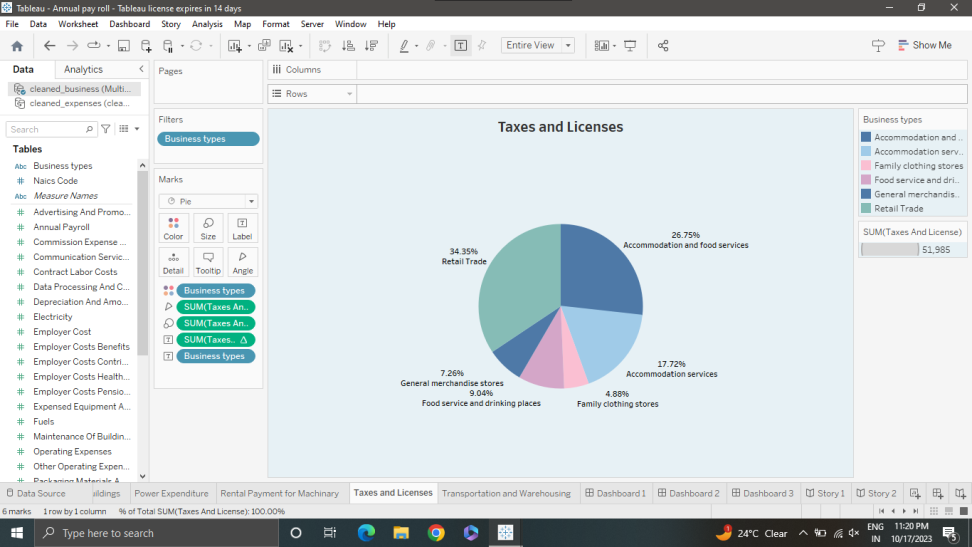 Tableau - Annual pay roll - Tableau license expires in 14 days
File Data Worksheet Dashboard Story Analysis Map Format Server Window Help
Entire View
Show Me
Data Analytics
cleaned_business (Multi...
cleaned_expenses (clea...
Search
Tables
Abc Business types
# Naics Code
Abc Measure Names
# Advertising And Promo...
# Annual Payroll
# Commission Expense ...
# Communication Servic...
# Contract Labor Costs
# Data Processing And C...
# Depreciation And Amo...
# Electricity
# Employer Cost
# Employer Costs Benefits
# Employer Costs Contri...
# Employer Costs Health...
# Employer Costs Pensio...
# Expensed Equipment A...
# Fuels
# Maintenance Of Buildin...
# Operating Expenses
# Other Operating Expen...
# Packaging Materials A...
Pages
Filters
Business types
Marks
Pie
Color Size Label
Detail Tooltip Angle
Business types
SUM(Taxes An..
SUM(Taxes An..
SUM(Taxes.. Δ
Business types
Columns
Rows
Taxes and Licenses
26.75%
Accommodation and food services
34.35%
Retail Trade
17.72%
Accommodation services
7.26%
General merchandise stores
9.04%
Food service and drinking places
4.88%
Family clothing stores
Business types
Accommodation and ..
Accommodation serv..
Family clothing stores
Food service and dri..
General merchandis..
Retail Trade
SUM(Taxes And License)
51,985
Data Source uildings Power Expenditure Rental Payment for Machinary Taxes and Licenses Transportation and Warehousing Dashboard 1 Dashboard 2 Dashboard 3 Story 1 Story 2
6 marks 1 row by 1 column % of Total SUM(Taxes And License): 100.00%
Type here to search
24°C Clear
ENG
IN
11:20 PM
10/17/2023
5